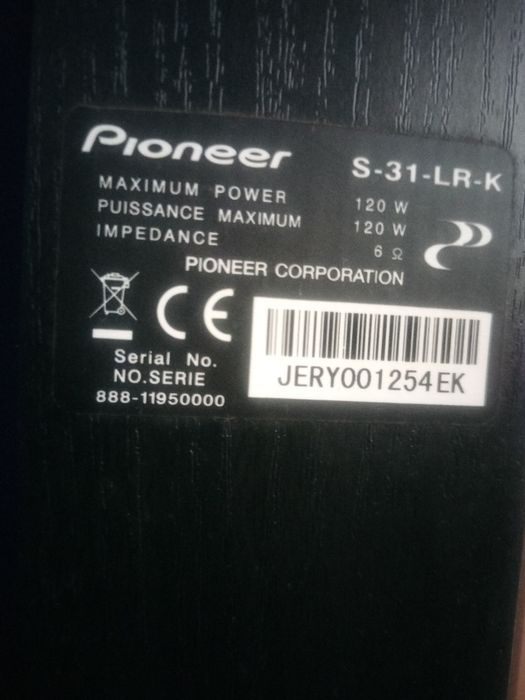 Pioneer
S-31-LR-K
MAXIMUM POWER 120 W
PUISSANCE MAXIMUM 120 W
IMPEDANCE 6 Ω
PIONEER CORPORATION
CE
Serial No.
NO.SERIE
888-11950000
JERY001254EK